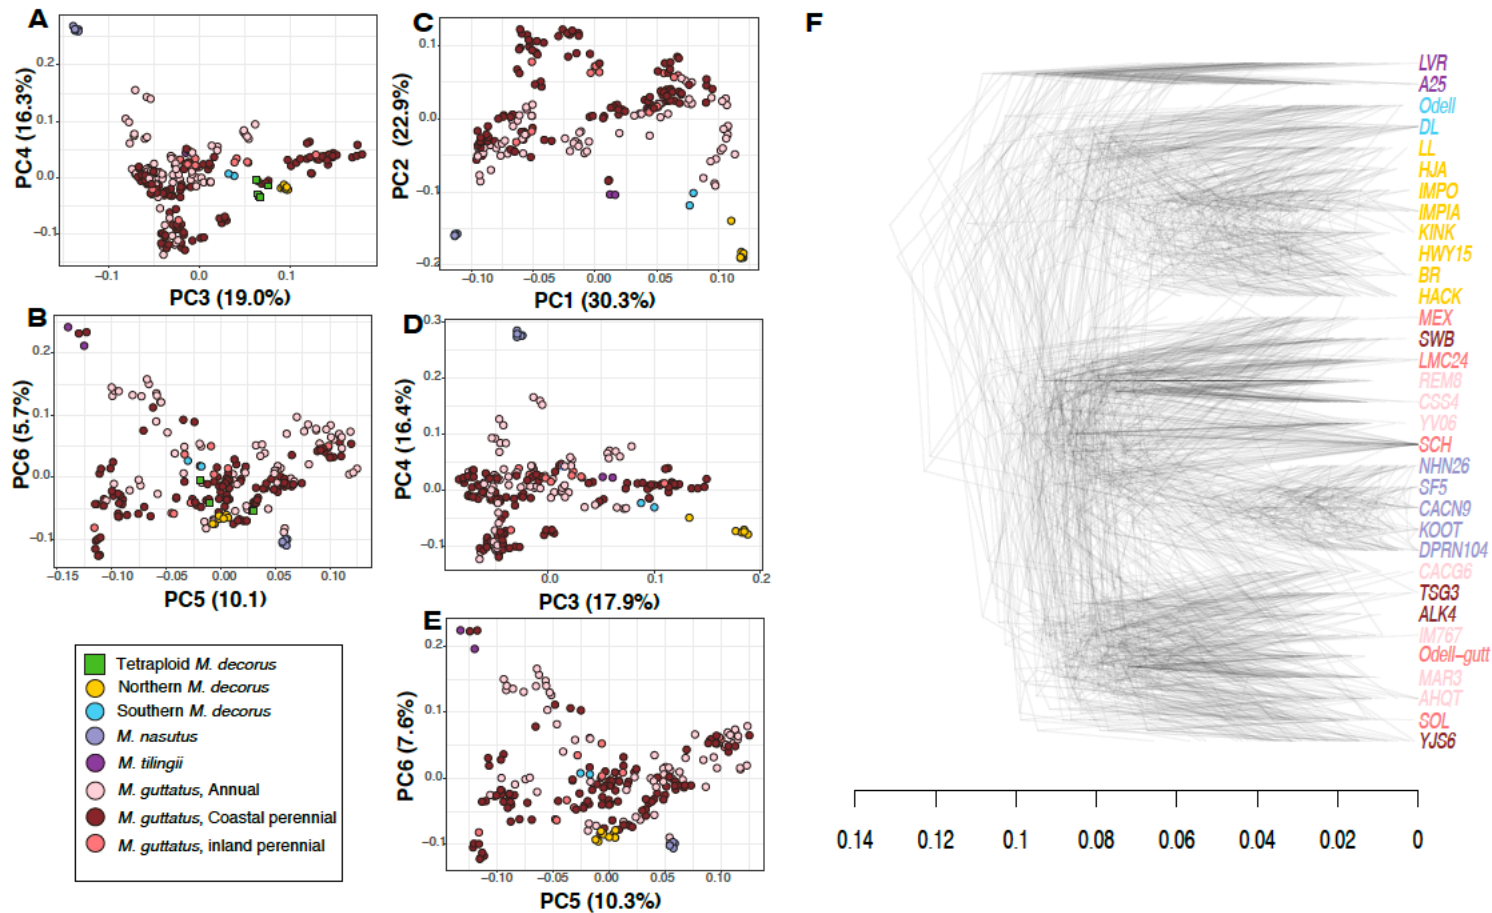 A
PC4 (16.3%)
0.2
0.1
0.0
−0.1
−0.1
0.0
0.1
PC3 (19.0%)
B
PC6 (5.7%)
0.2
0.1
0.0
−0.1
−0.15
−0.10
−0.05
0.00
0.05
0.10
PC5 (10.1)
Tetraploid M. decorus
Northern M. decorus
Southern M. decorus
M. nasutus
M. tilingii
M. guttatus, Annual
M. guttatus, Coastal perennial
M. guttatus, inland perennial
C
PC2 (22.9%)
0.1
0.0
−0.1
−0.2
−0.10
−0.05
0.00
0.05
0.10
PC1 (30.3%)
D
PC4 (16.4%)
0.3
0.2
0.1
0.0
−0.1
0.0
0.1
0.2
PC3 (17.9%)
E
PC6 (7.6%)
0.2
0.1
0.0
−0.1
−0.10
−0.05
0.00
0.05
0.10
PC5 (10.3%)
F
LVR
A25
Odell
DL
LL
HJA
IMPO
IMPIA
KINK
HWY15
BR
HACK
MEX
SWB
LMC24
REM8
CSS4
YV06
SCH
NHN26
SF5
CACN9
KOOT
DPRN104
CACG6
TSG3
ALK4
IM767
Odell−gutt
MAR3
AHQT
SOL
YJS6
0.14
0.12
0.1
0.08
0.06
0.04
0.02
0